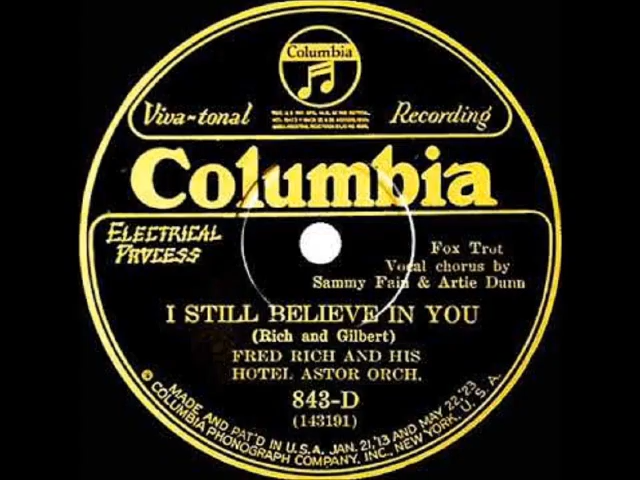 Columbia
Viva-tonal Recording
Columbia
ELECTRICAL
PROCESS
Fox Trot
Vocal chorus by
Sammy Fain & Artie Dunn
I STILL BELIEVE IN YOU
(Rich and Gilbert)
FRED RICH AND HIS
HOTEL ASTOR ORCH.
843-D
(143191)
MADE AND PAT'D IN U.S.A. JAN. 21,'13 AND MAY 22,'23
COLUMBIA PHONOGRAPH COMPANY, INC., NEW YORK, U.S.A.